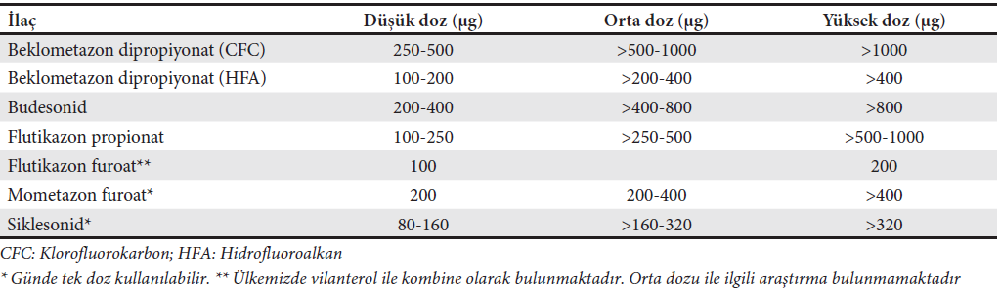 İlaç Düşük doz (µg) Orta doz (µg) Yüksek doz (µg)
Beklometazon dipropiyonat (CFC) 250-500 >500-1000 >1000
Beklometazon dipropiyonat (HFA) 100-200 >200-400 >400
Budesonid 200-400 >400-800 >800
Flutikazon propionat 100-250 >250-500 >500-1000
Flutikazon furoat** 100 200
Mometazon furoat* 200 200-400 >400
Siklesonid* 80-160 >160-320 >320
CFC: Klorofluorokarbon; HFA: Hidrofluoroalkan
* Günde tek doz kullanılabilir. ** Ülkemizde vilanterol ile kombine olarak bulunmaktadır. Orta dozu ile ilgili araştırma bulunmamaktadır